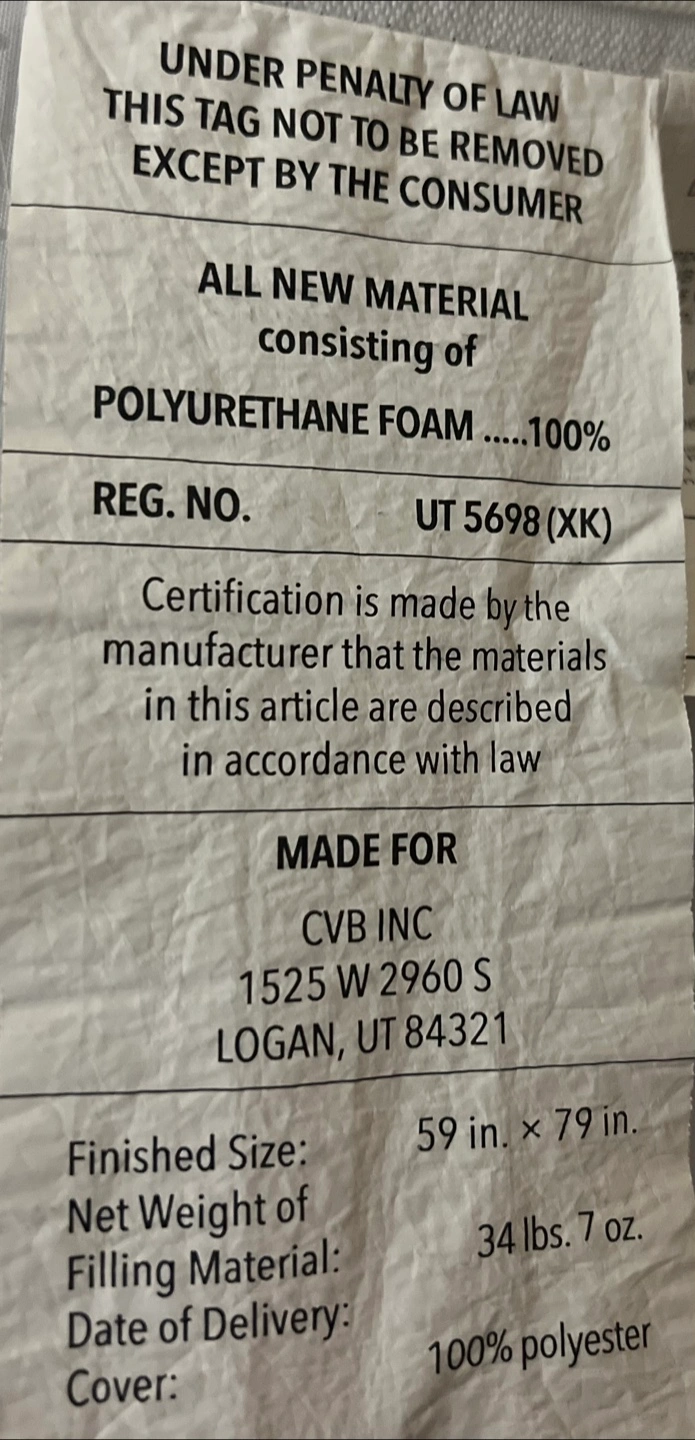 UNDER PENALTY OF LAW
THIS TAG NOT TO BE REMOVED
EXCEPT BY THE CONSUMER
ALL NEW MATERIAL
consisting of
POLYURETHANE FOAM .....100%
REG. NO. UT 5698 (XK)
Certification is made by the
manufacturer that the materials
in this article are described
in accordance with law
MADE FOR
CVB INC
1525 W 2960 S
LOGAN, UT 84321
Finished Size: 59 in. × 79 in.
Net Weight of
Filling Material: 34 lbs. 7 oz.
Date of Delivery:
Cover: 100% polyester